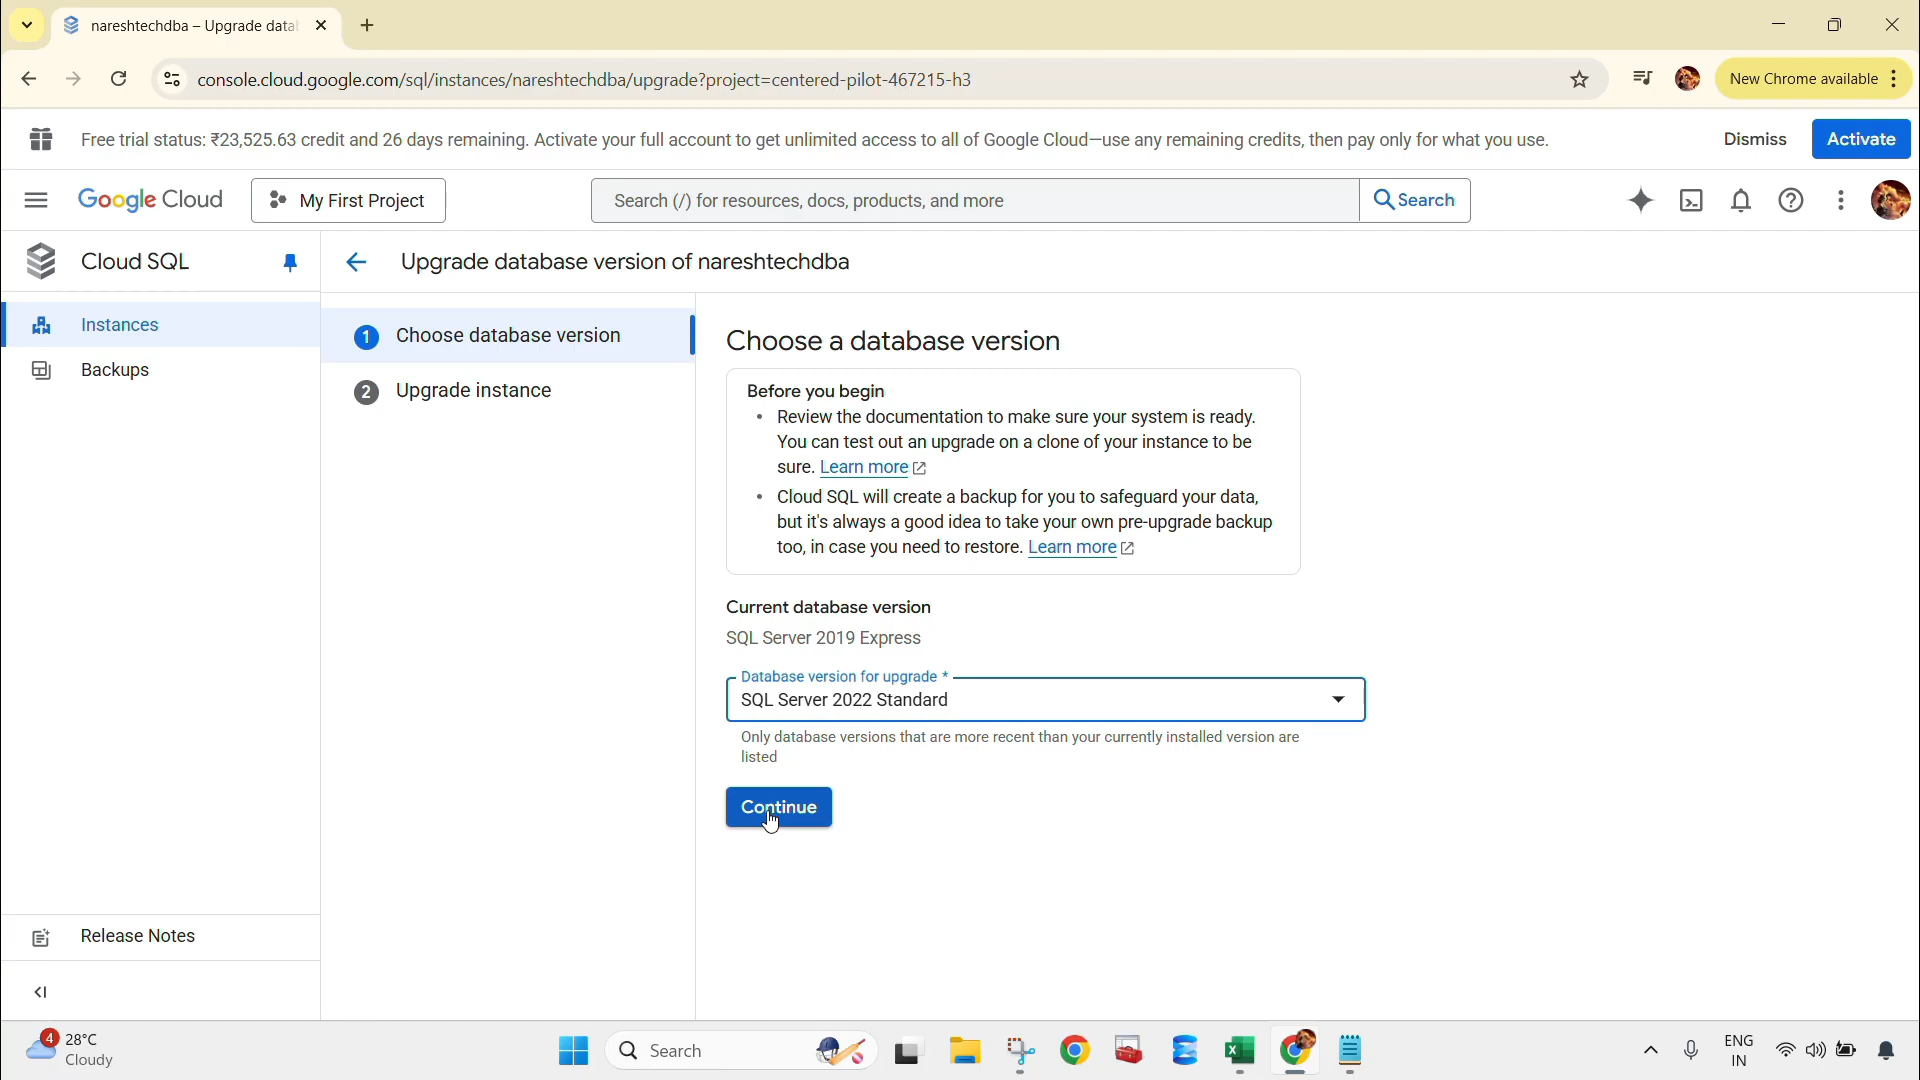 nareshtechdba – Upgrade data
console.cloud.google.com/sql/instances/nareshtechdba/upgrade?project=centered-pilot-467215-h3
New Chrome available
Free trial status: ₹23,525.63 credit and 26 days remaining. Activate your full account to get unlimited access to all of Google Cloud—use any remaining credits, then pay only for what you use.
Dismiss
Activate
Google Cloud
My First Project
Search (/) for resources, docs, products, and more
Search
Cloud SQL
Upgrade database version of nareshtechdba
Instances
Backups
1 Choose database version
2 Upgrade instance
Choose a database version
Before you begin
• Review the documentation to make sure your system is ready.
You can test out an upgrade on a clone of your instance to be
sure. Learn more
• Cloud SQL will create a backup for you to safeguard your data,
but it's always a good idea to take your own pre-upgrade backup
too, in case you need to restore. Learn more
Current database version
SQL Server 2019 Express
Database version for upgrade *
SQL Server 2022 Standard
Only database versions that are more recent than your currently installed version are
listed
Continue
Release Notes
4
28°C
Cloudy
Search
ENG
IN